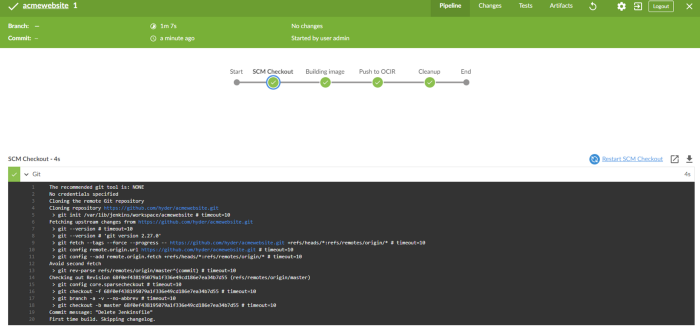 acmewebsite 1
Pipeline Changes Tests Artifacts Logout
Branch: — 1m 7s No changes
Commit: — a minute ago Started by user admin
Start SCM Checkout Building image Push to OCIR Cleanup End
SCM Checkout - 4s Restart SCM Checkout
Git 4s
1 The recommended git tool is: NONE
2 No credentials specified
3 Cloning the remote Git repository
4 Cloning repository https://github.com/hyder/acmewebsite.git
5 > git init /var/lib/jenkins/workspace/acmewebsite # timeout=10
6 Fetching upstream changes from https://github.com/hyder/acmewebsite.git
7 > git --version # timeout=10
8 > git --version # 'git version 2.27.0'
9 > git fetch --tags --force --progress -- https://github.com/hyder/acmewebsite.git +refs/heads/*:refs/remotes/origin/* # timeout=10
10 > git config remote.origin.url https://github.com/hyder/acmewebsite.git # timeout=10
11 > git config --add remote.origin.fetch +refs/heads/*:refs/remotes/origin/* # timeout=10
12 Avoid second fetch
13 > git rev-parse refs/remotes/origin/master^{commit} # timeout=10
14 Checking out Revision (refs/remotes/origin/master)
15 > git config core.sparsecheckout # timeout=10
16 > git checkout -f # timeout=10
17 > git branch -a -v --no-abbrev # timeout=10
18 > git checkout -b master # timeout=10
19 Commit message: "Delete Jenkinsfile"
20 First time build. Skipping changelog.